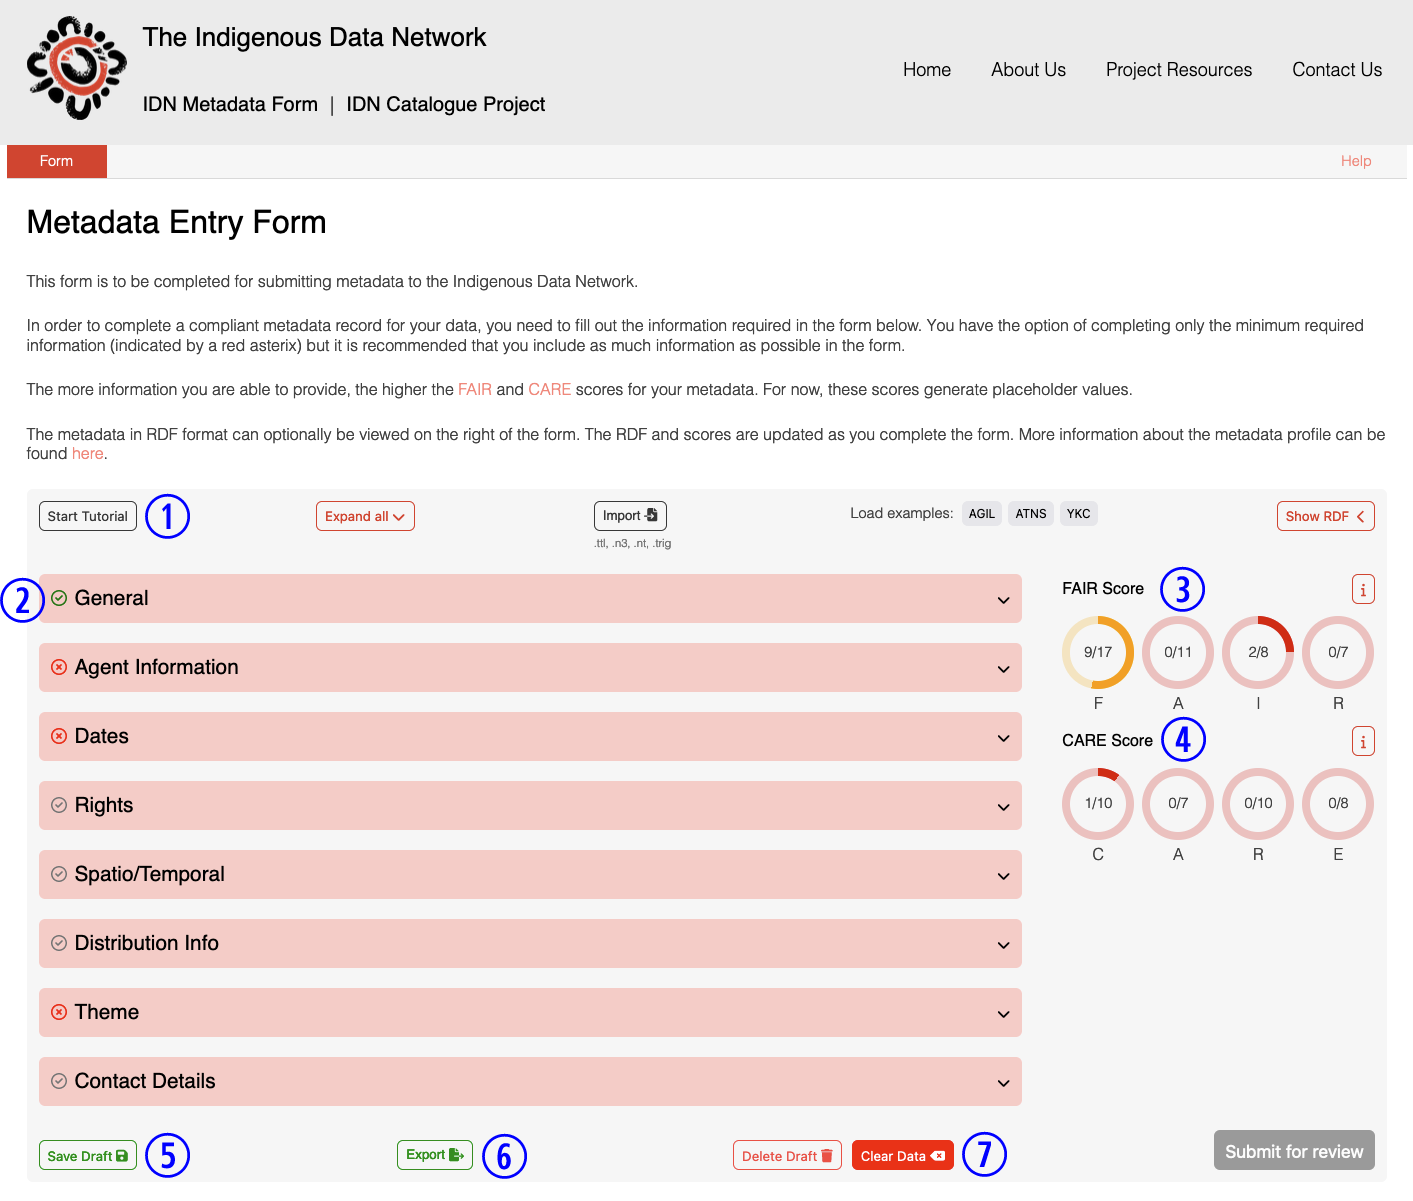 The Indigenous Data Network
IDN Metadata Form | IDN Catalogue Project
Home About Us Project Resources Contact Us
Form Help
Metadata Entry Form
This form is to be completed for submitting metadata to the Indigenous Data Network.
In order to complete a compliant metadata record for your data, you need to fill out the information required in the form below. You have the option of completing only the minimum required
information (indicated by a red asterix) but it is recommended that you include as much information as possible in the form.
The more information you are able to provide, the higher the FAIR and CARE scores for your metadata. For now, these scores generate placeholder values.
The metadata in RDF format can optionally be viewed on the right of the form. The RDF and scores are updated as you complete the form. More information about the metadata profile can be
found here.
Start Tutorial 1 Expand all Import Load examples: AGIL ATNS YKC Show RDF
.ttl, .n3, .nt, .trig
2 General
Agent Information
Dates
Rights
Spatio/Temporal
Distribution Info
Theme
Contact Details
FAIR Score 3 i
9/17 0/11 2/8 0/7
F A I R
CARE Score 4 i
1/10 0/7 0/10 0/8
C A R E
Save Draft 5 Export 6 Delete Draft Clear Data 7 Submit for review